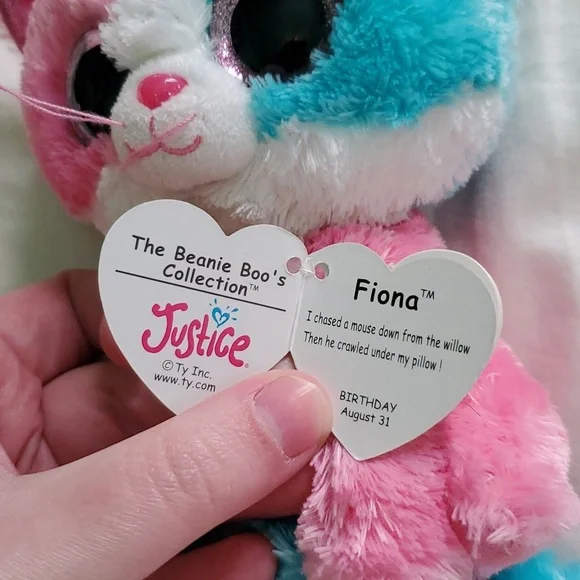 The Beanie Boo's
Collection™
Justice®
© Ty Inc.
www.ty.com
Fiona™
I chased a mouse down from the willow
Then he crawled under my pillow !
BIRTHDAY
August 31